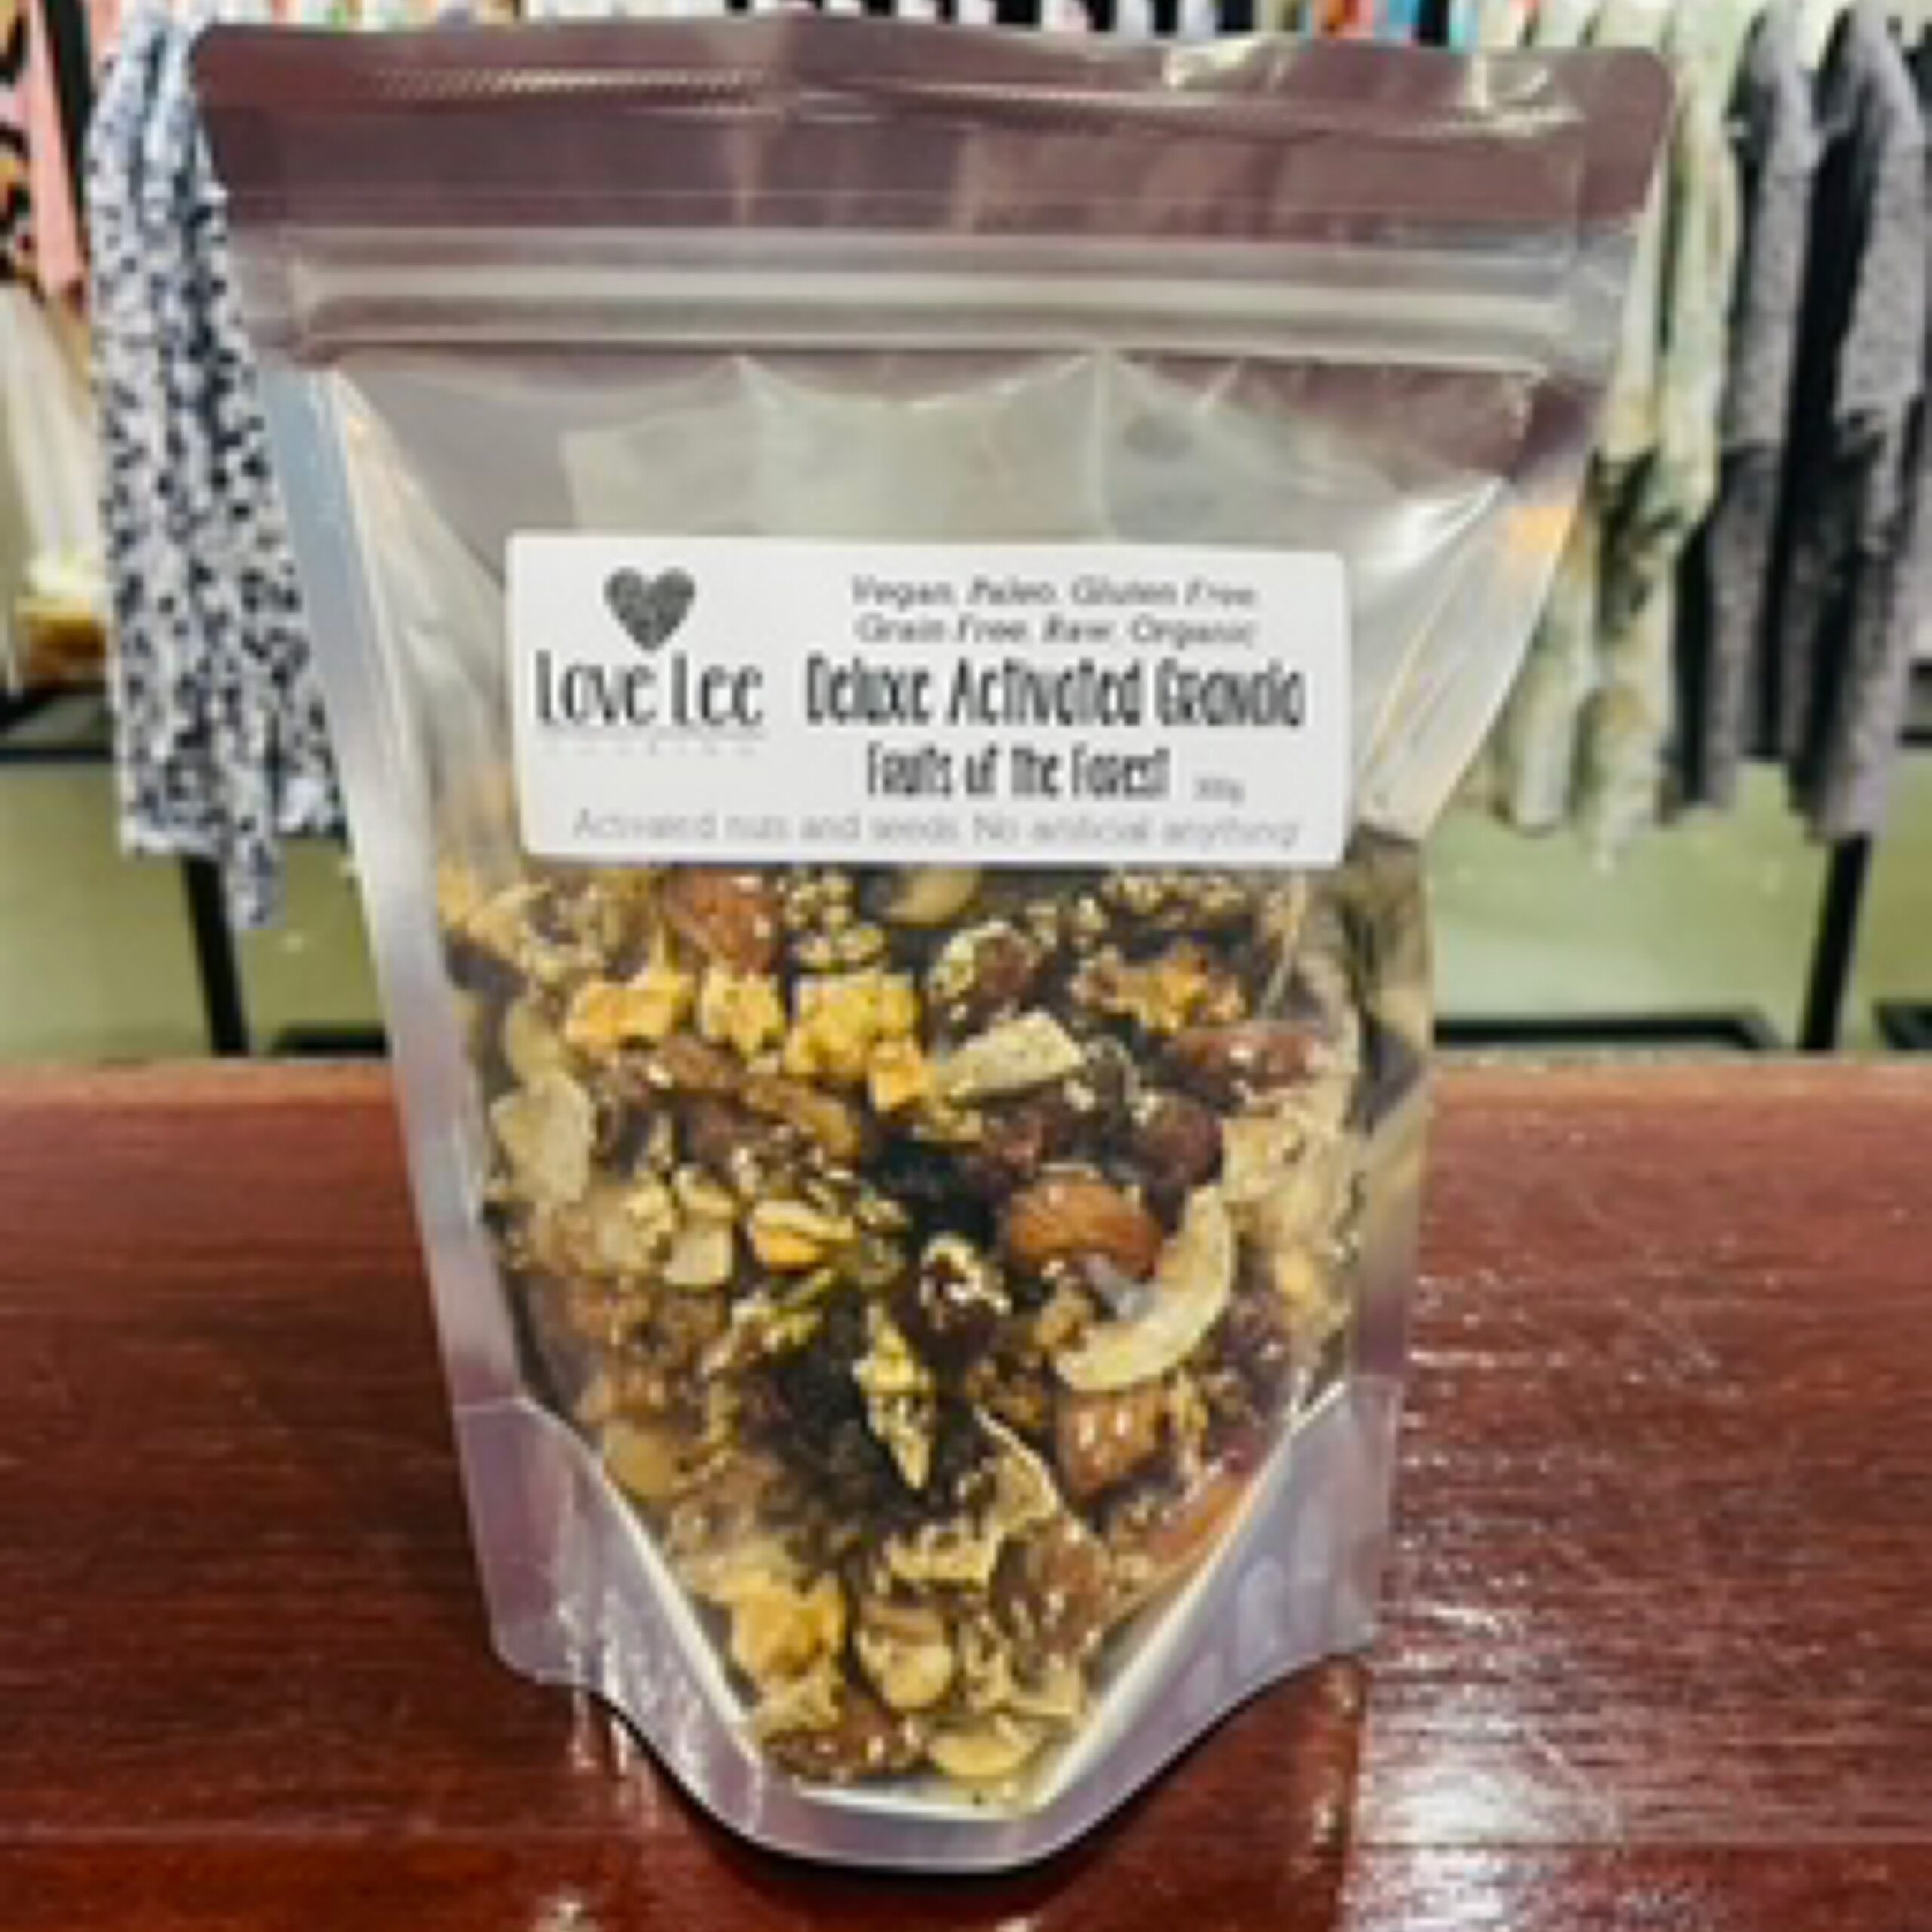 Love Lee
Vegan. Paleo. Gluten Free.
Grain Free. Raw. Organic
Deluxe Activated Granola
Fruits of The Forest
Activated nuts and seeds. No artificial anything!